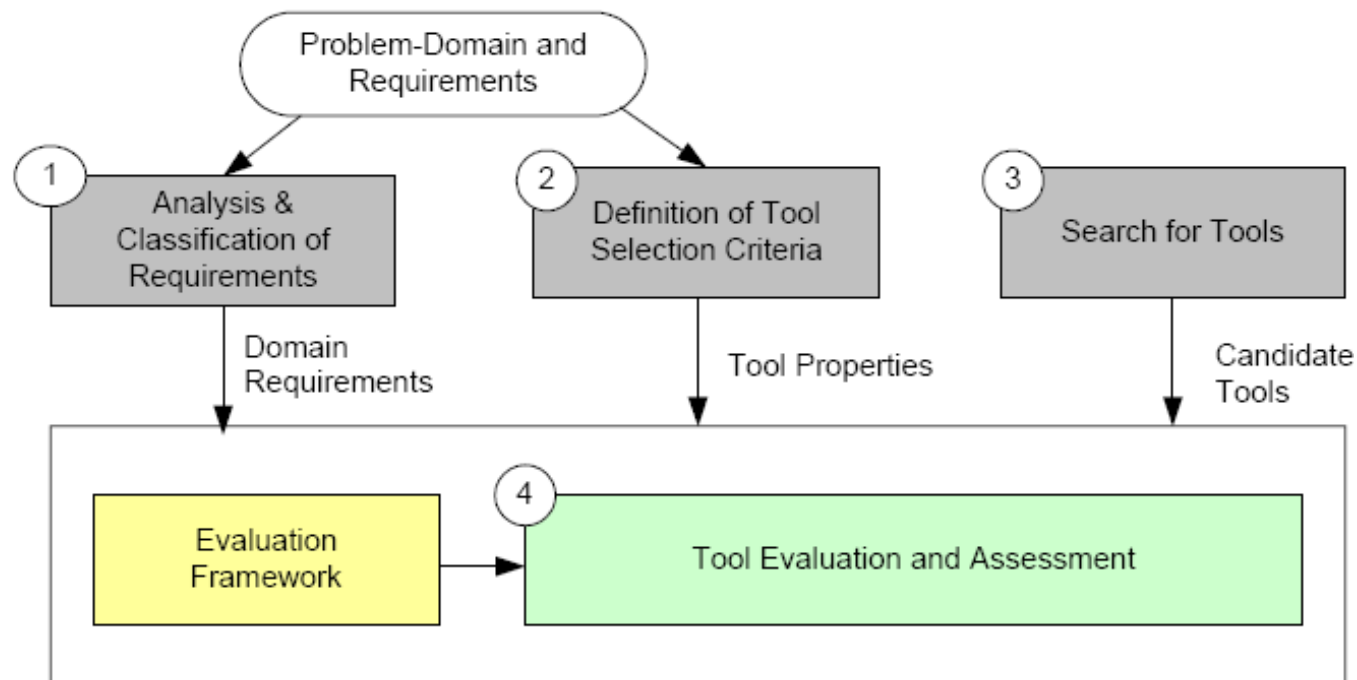 Problem-Domain and
Requirements
1
Analysis &
Classification of
Requirements
2
Definition of Tool
Selection Criteria
3
Search for Tools
Domain
Requirements
Tool Properties
Candidate
Tools
Evaluation
Framework
4
Tool Evaluation and Assessment